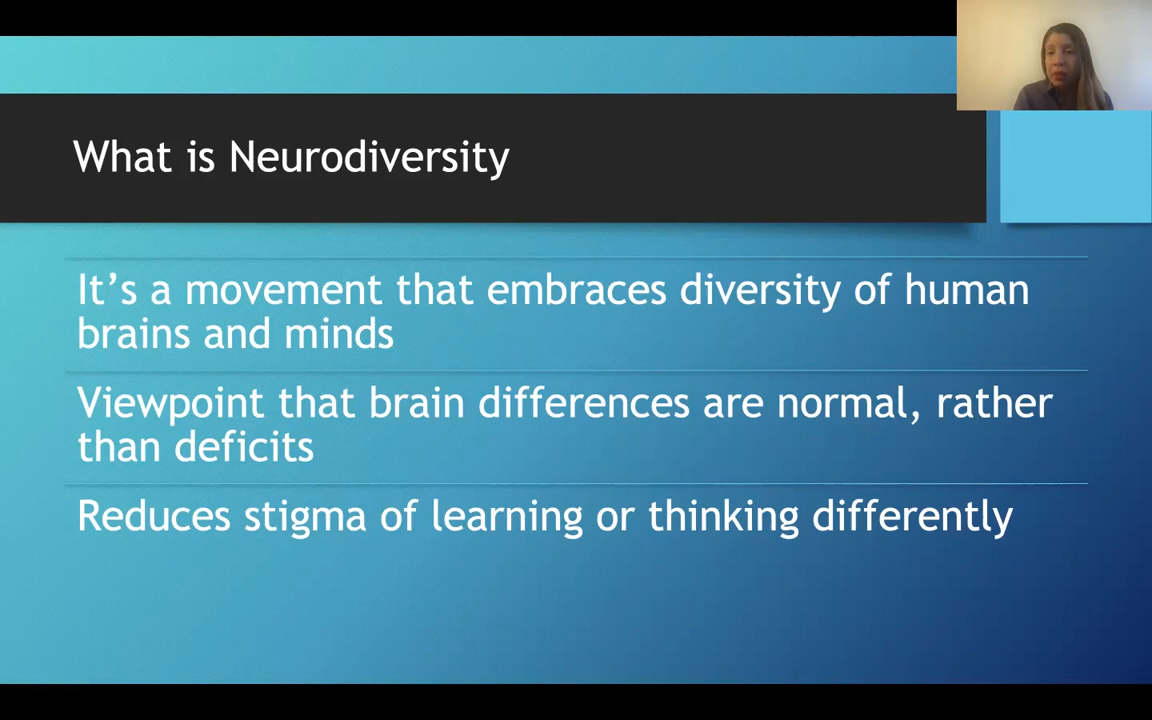 What is Neurodiversity
It’s a movement that embraces diversity of human
brains and minds
Viewpoint that brain differences are normal, rather
than deficits
Reduces stigma of learning or thinking differently